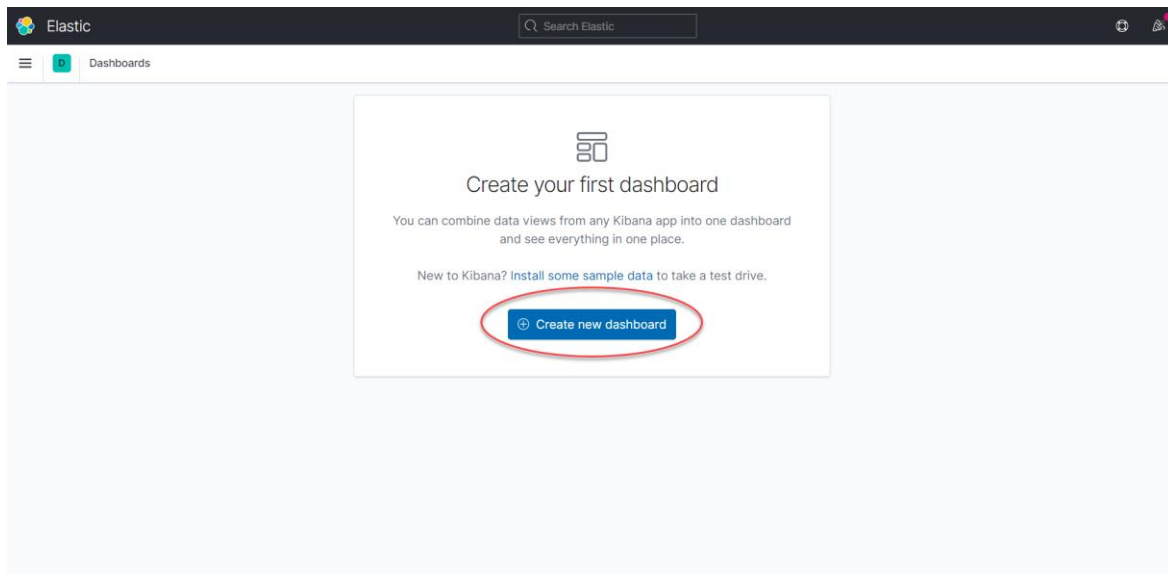 Elastic
Search Elastic
D
Dashboards
Create your first dashboard
You can combine data views from any Kibana app into one dashboard
and see everything in one place.
New to Kibana? Install some sample data to take a test drive.
Create new dashboard